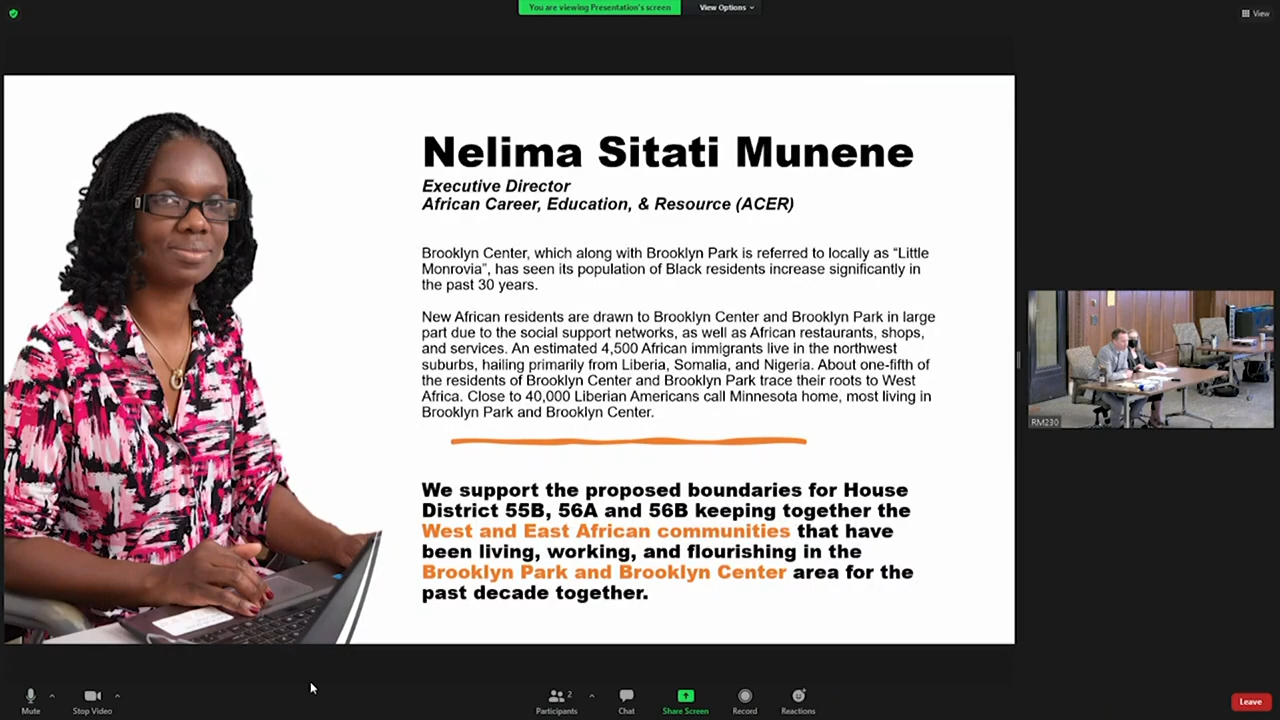 You are viewing Presentation's screen
View Options
View
Nelima Sitati Munene
Executive Director
African Career, Education, & Resource (ACER)
Brooklyn Center, which along with Brooklyn Park is referred to locally as “Little
Monrovia”, has seen its population of Black residents increase significantly in
the past 30 years.
New African residents are drawn to Brooklyn Center and Brooklyn Park in large
part due to the social support networks, as well as African restaurants, shops,
and services. An estimated 4,500 African immigrants live in the northwest
suburbs, hailing primarily from Liberia, Somalia, and Nigeria. About one-fifth of
the residents of Brooklyn Center and Brooklyn Park trace their roots to West
Africa. Close to 40,000 Liberian Americans call Minnesota home, most living in
Brooklyn Park and Brooklyn Center.
We support the proposed boundaries for House
District 55B, 56A and 56B keeping together the
West and East African communities that have
been living, working, and flourishing in the
Brooklyn Park and Brooklyn Center area for the
past decade together.
RM230
Mute
Stop Video
Participants 2
Chat
Share Screen
Record
Reactions
Leave